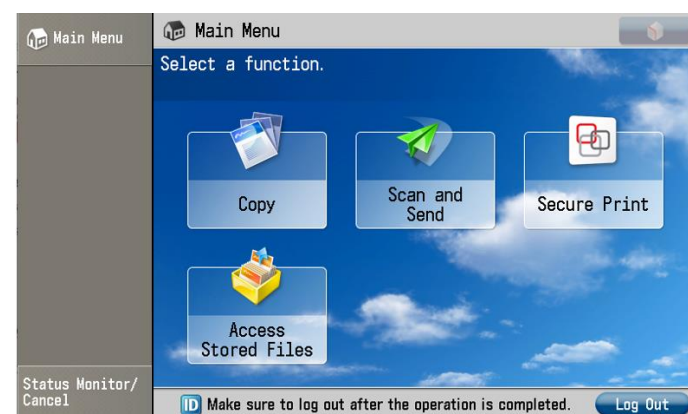 Main Menu
Main Menu
Select a function.
Copy
Scan and
Send
Secure Print
Access
Stored Files
Status Monitor/
Cancel
ID Make sure to log out after the operation is completed.
Log Out